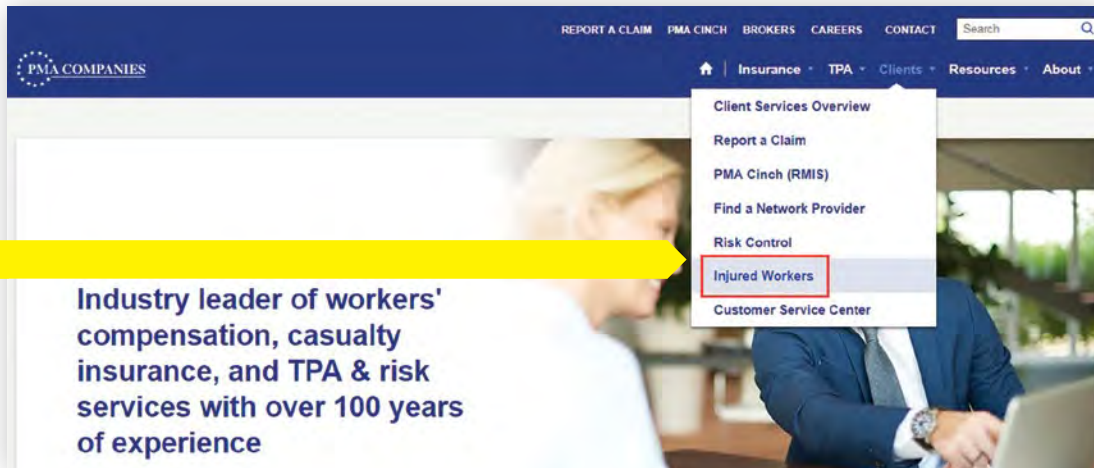 REPORT A CLAIM PMA CINCH BROKERS CAREERS CONTACT Search
PMA COMPANIES
Insurance TPA Clients Resources About
Client Services Overview
Report a Claim
PMA Cinch (RMIS)
Find a Network Provider
Risk Control
Injured Workers
Customer Service Center
Industry leader of workers'
compensation, casualty
insurance, and TPA & risk
services with over 100 years
of experience